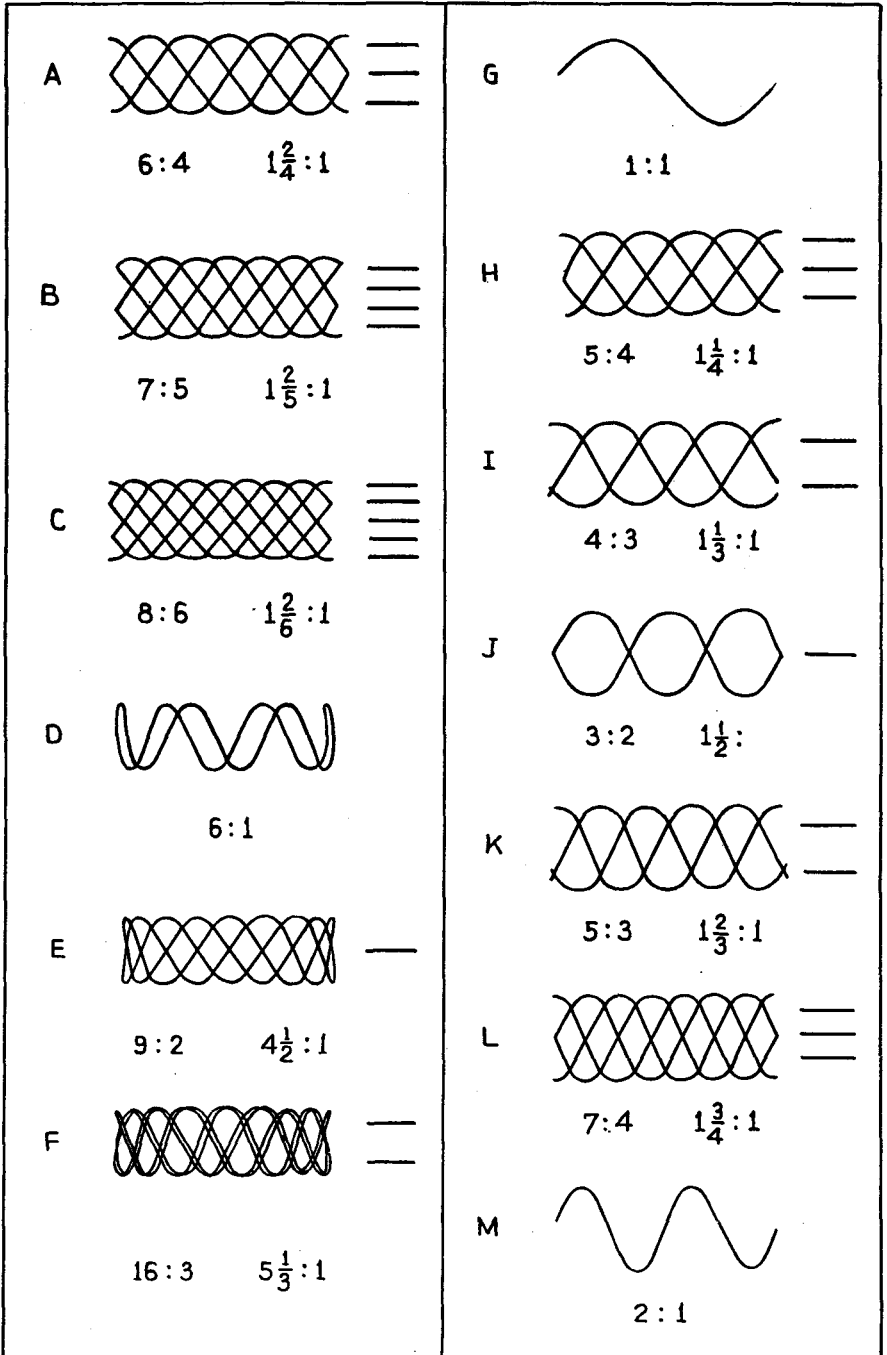 A
6:4 1 2/4 :1
B
7:5 1 2/5 :1
C
8:6 1 2/6 :1
D
6:1
E
9:2 4 1/2 :1
F
16:3 5 1/3 :1
G
1:1
H
5:4 1 1/4 :1
I
4:3 1 1/3 :1
J
3:2 1 1/2 :
K
5:3 1 2/3 :1
L
7:4 1 3/4 :1
M
2:1